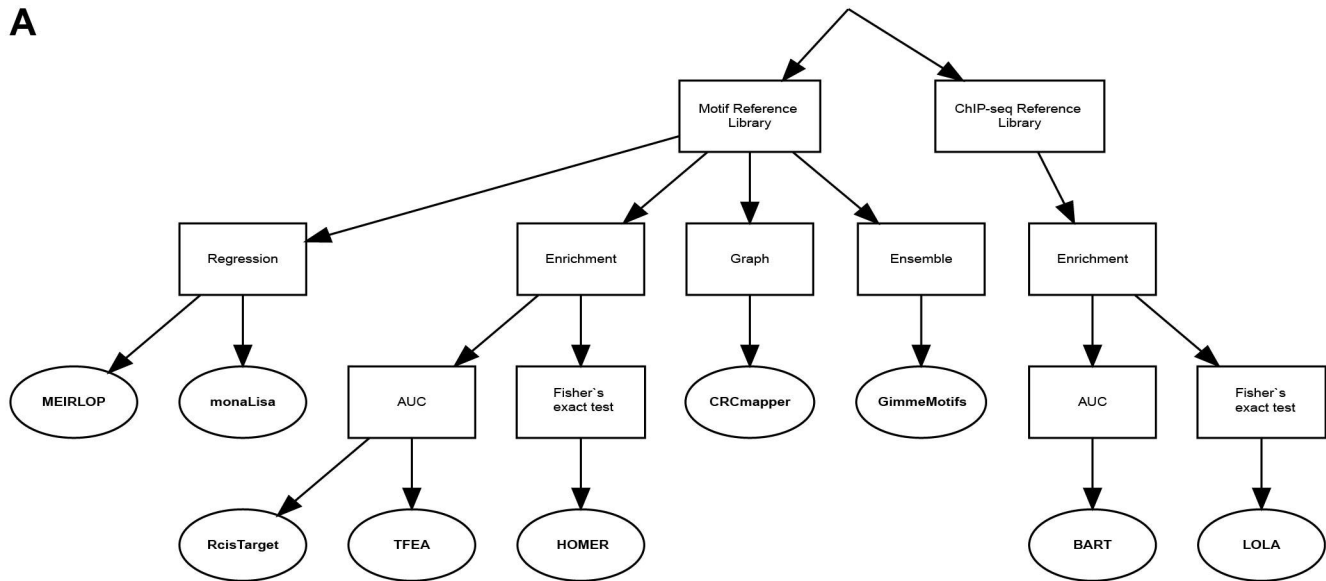 A
Motif Reference
Library
ChIP-seq Reference
Library
Regression
Enrichment
Graph
Ensemble
Enrichment
MEIRLOP
monaLisa
AUC
Fisher`s
exact test
CRCmapper
GimmeMotifs
AUC
Fisher`s
exact test
RcisTarget
TFEA
HOMER
BART
LOLA